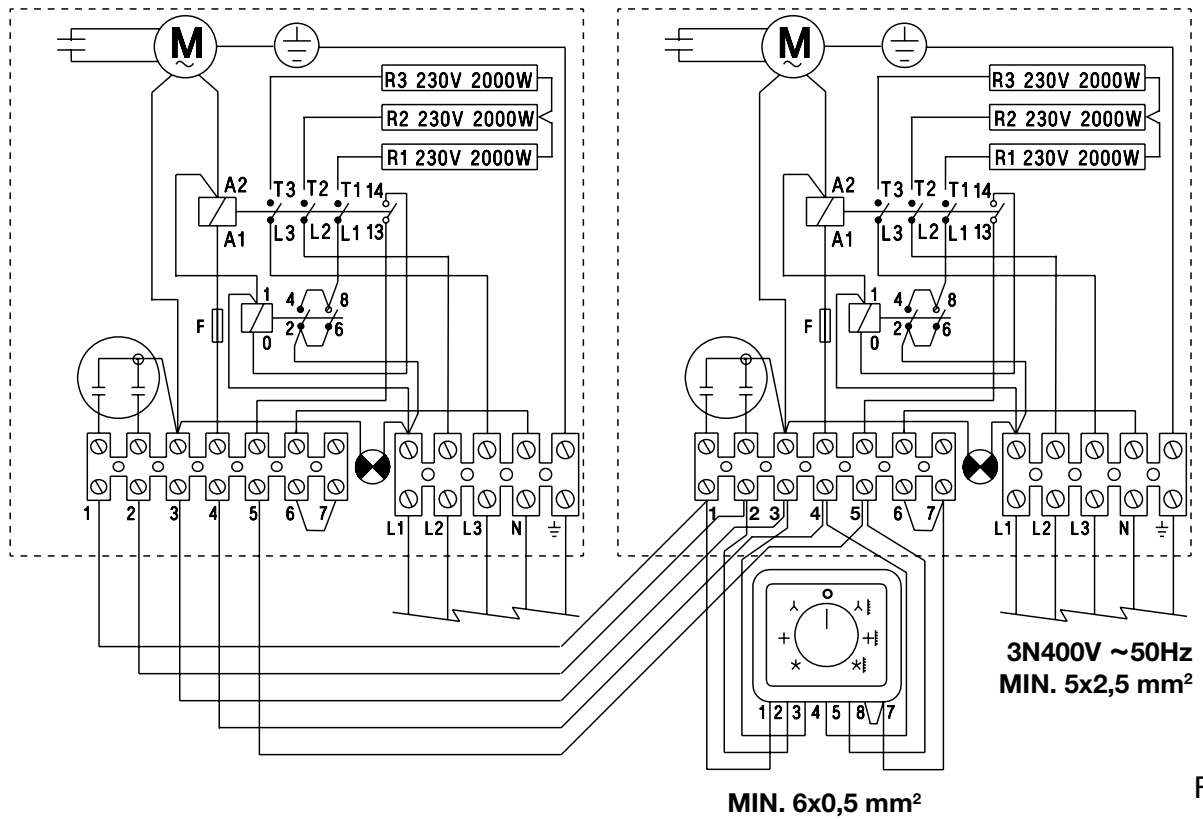 M
~
R3 230V 2000W
R2 230V 2000W
R1 230V 2000W
A2
T3
T2
T1
14
A1
L3
L2
L1
13
1
4
8
F
0
2
6
1
2
3
4
5
6
7
L1
L2
L3
N
M
~
R3 230V 2000W
R2 230V 2000W
R1 230V 2000W
A2
T3
T2
T1
14
A1
L3
L2
L1
13
1
4
8
F
0
2
6
1
2
3
4
5
6
7
L1
L2
L3
N
O
1
2
3
4
5
8
7
3N400V ~50Hz
MIN. 5x2,5 mm²
MIN. 6x0,5 mm²